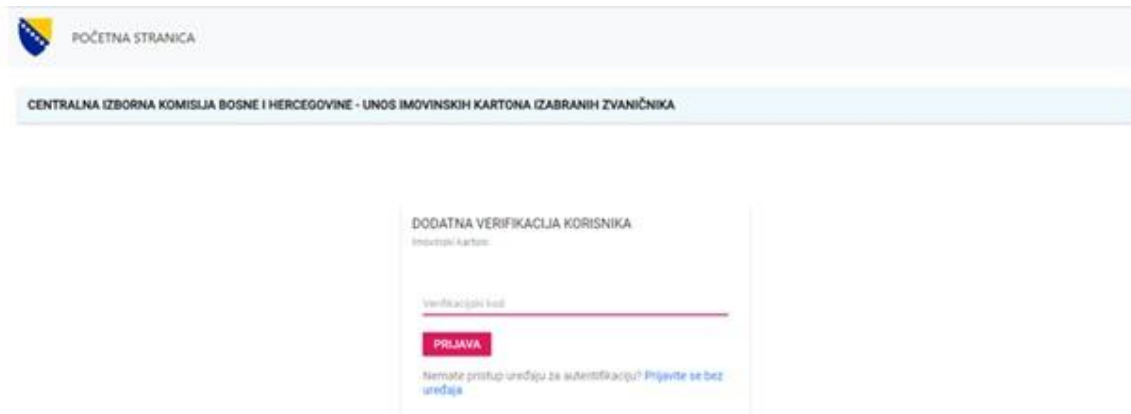 POČETNA STRANICA
CENTRALNA IZBORNA KOMISIJA BOSNE I HERCEGOVINE - UNOS IMOVINSKIH KARTONA IZABRANIH ZVANIČNIKA
DODATNA VERIFIKACIJA KORISNIKA
Imovinski kartoni
Verifikacijski kod
PRIJAVA
Nemate pristup uređaju za autentifikaciju? Prijavite se bez
uređaja